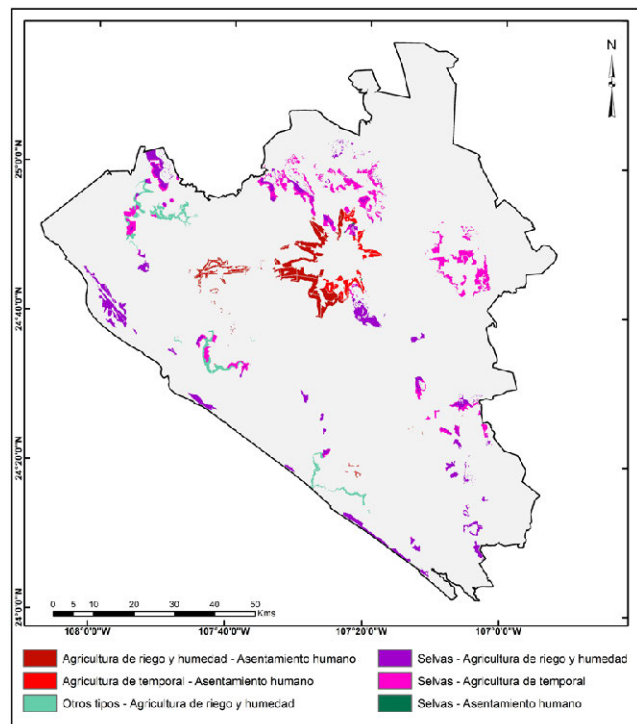 N
25°0'0"N
24°40'0"N
24°20'0"N
24°0'0"N
0 5 10 20 30 40 50
Kms
108°0'0"W 107°40'0"W 107°20'0"W 107°0'0"W
Agricultura de riego y humedad - Asentamiento humano
Agricultura de temporal - Asentamiento humano
Otros tipos - Agricultura de riego y humedad
Selvas - Agricultura de riego y humedad
Selvas - Agricultura de temporal
Selvas - Asentamiento humano